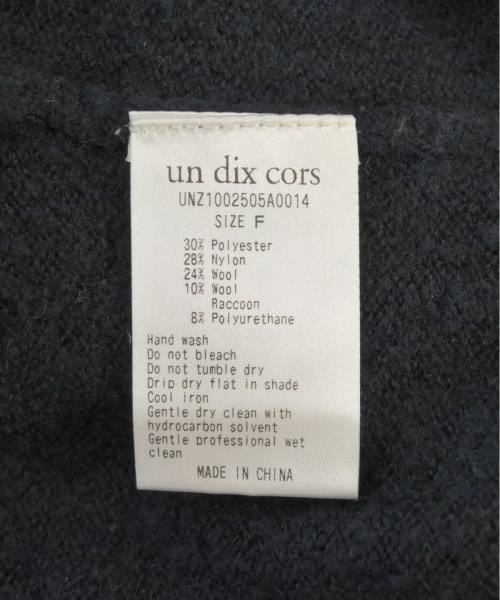 un dix cors
UNZ1002505A0014
SIZE F
30% Polyester
28% Nylon
24% Wool
10% Wool
Raccoon
8% Polyurethane
Hand wash
Do not bleach
Do not tumble dry
Drip dry flat in shade
Cool iron
Gentle dry clean with
hydrocarbon solvent
Gentle professional wet
clean
MADE IN CHINA